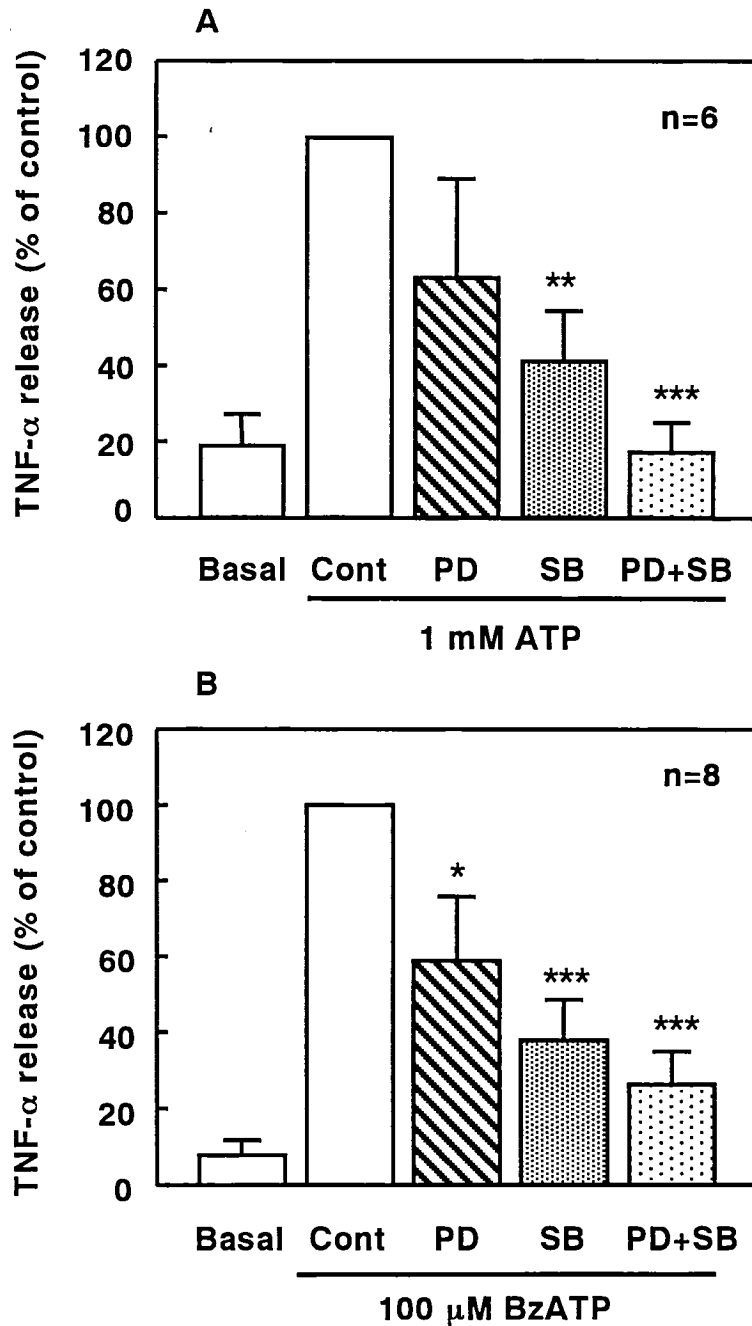 A
TNF-α release (% of control)
120
100
80
60
40
20
0
n=6
**
***
Basal Cont PD SB PD+SB
1 mM ATP
B
TNF-α release (% of control)
120
100
80
60
40
20
0
n=8
*
***
***
Basal Cont PD SB PD+SB
100 µM BzATP